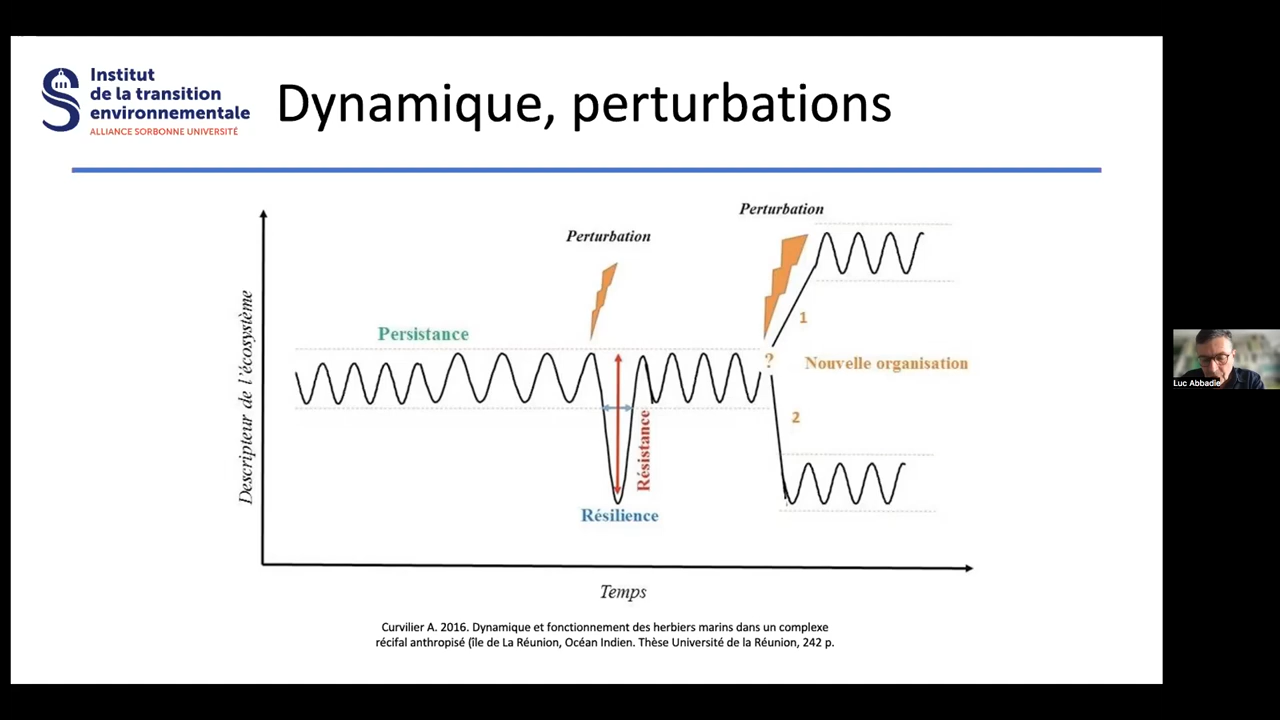 Institut
de la transition
environnementale
ALLIANCE SORBONNE UNIVERSITÉ
Dynamique, perturbations
Perturbation
Perturbation
Persistance
1
?
Nouvelle organisation
2
Résistance
Résilience
Descripteur de l'écosystème
Temps
Curvilier A. 2016. Dynamique et fonctionnement des herbiers marins dans un complexe
récifal anthropisé (île de La Réunion, Océan Indien. Thèse Université de la Réunion, 242 p.
Luc Abbadie